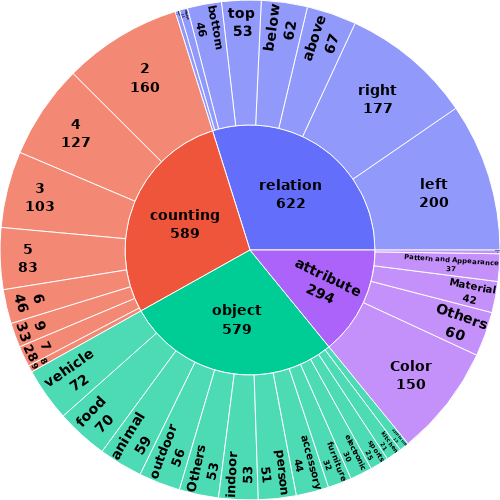 relation
622
left
200
right
177
above
67
below
62
top
53
bottom
46
counting
589
2
160
4
127
3
103
5
83
6
46
9
33
7
28
8
9
object
579
vehicle
72
food
70
animal
59
outdoor
56
Others
53
indoor
53
person
51
accessory
44
furniture
32
electronic
30
sports
25
kitchen
21
attribute
294
Color
150
Others
60
Material
42
Pattern and Appearance
37